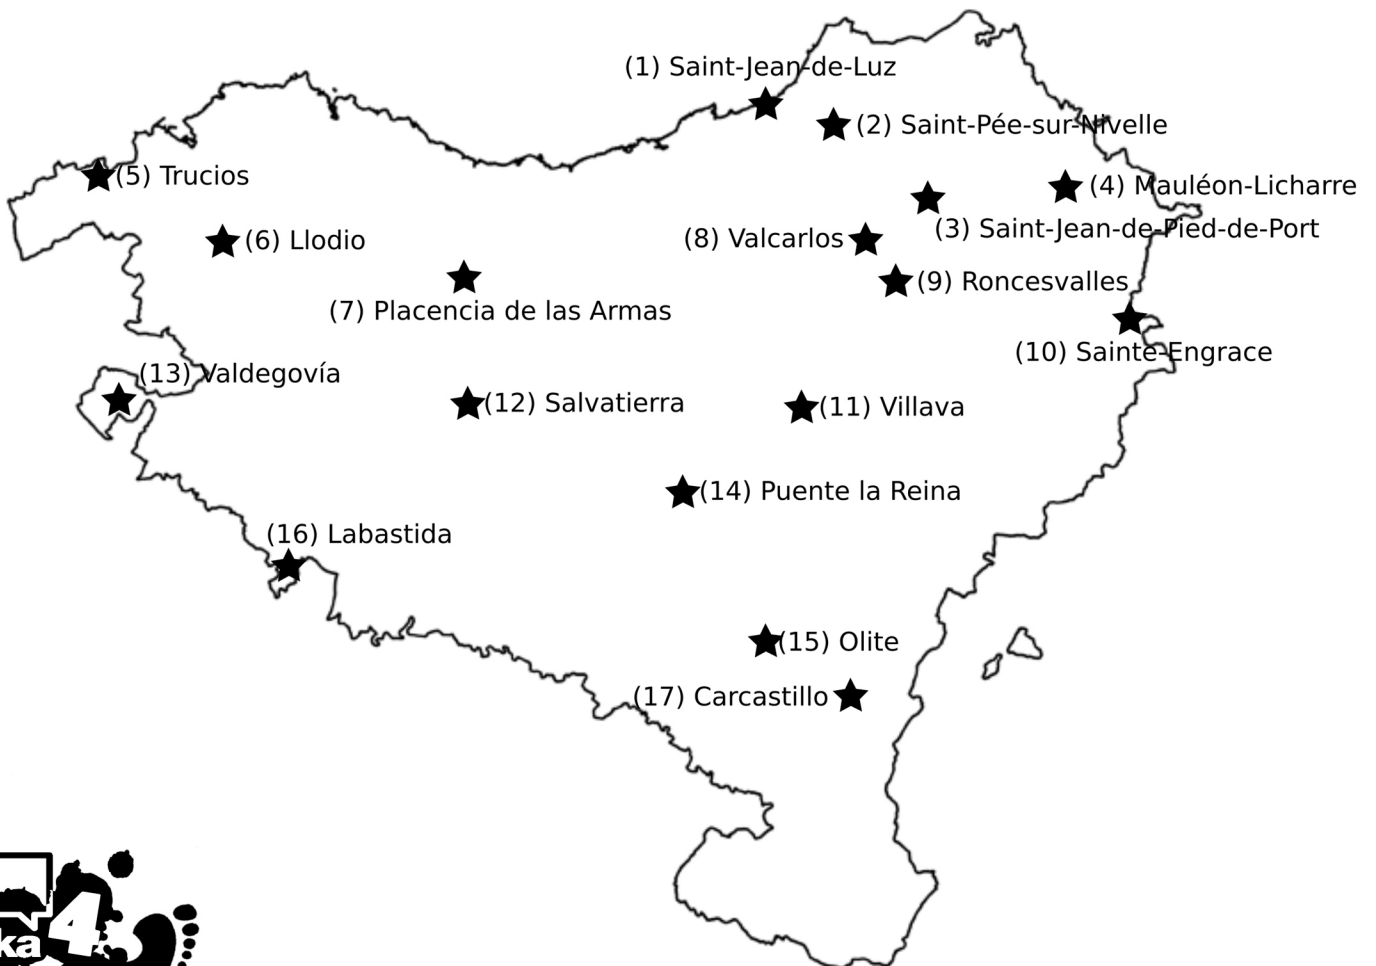 (1) Saint-Jean-de-Luz
(2) Saint-Pée-sur-Nivelle
(5) Trucios
(4) Mauléon-Licharre
(3) Saint-Jean-de-Pied-de-Port
(6) Llodio
(8) Valcarlos
(9) Roncesvalles
(7) Placencia de las Armas
(10) Sainte-Engrace
(13) Valdegovía
(12) Salvatierra
(11) Villava
(14) Puente la Reina
(16) Labastida
(15) Olite
(17) Carcastillo
ka 4